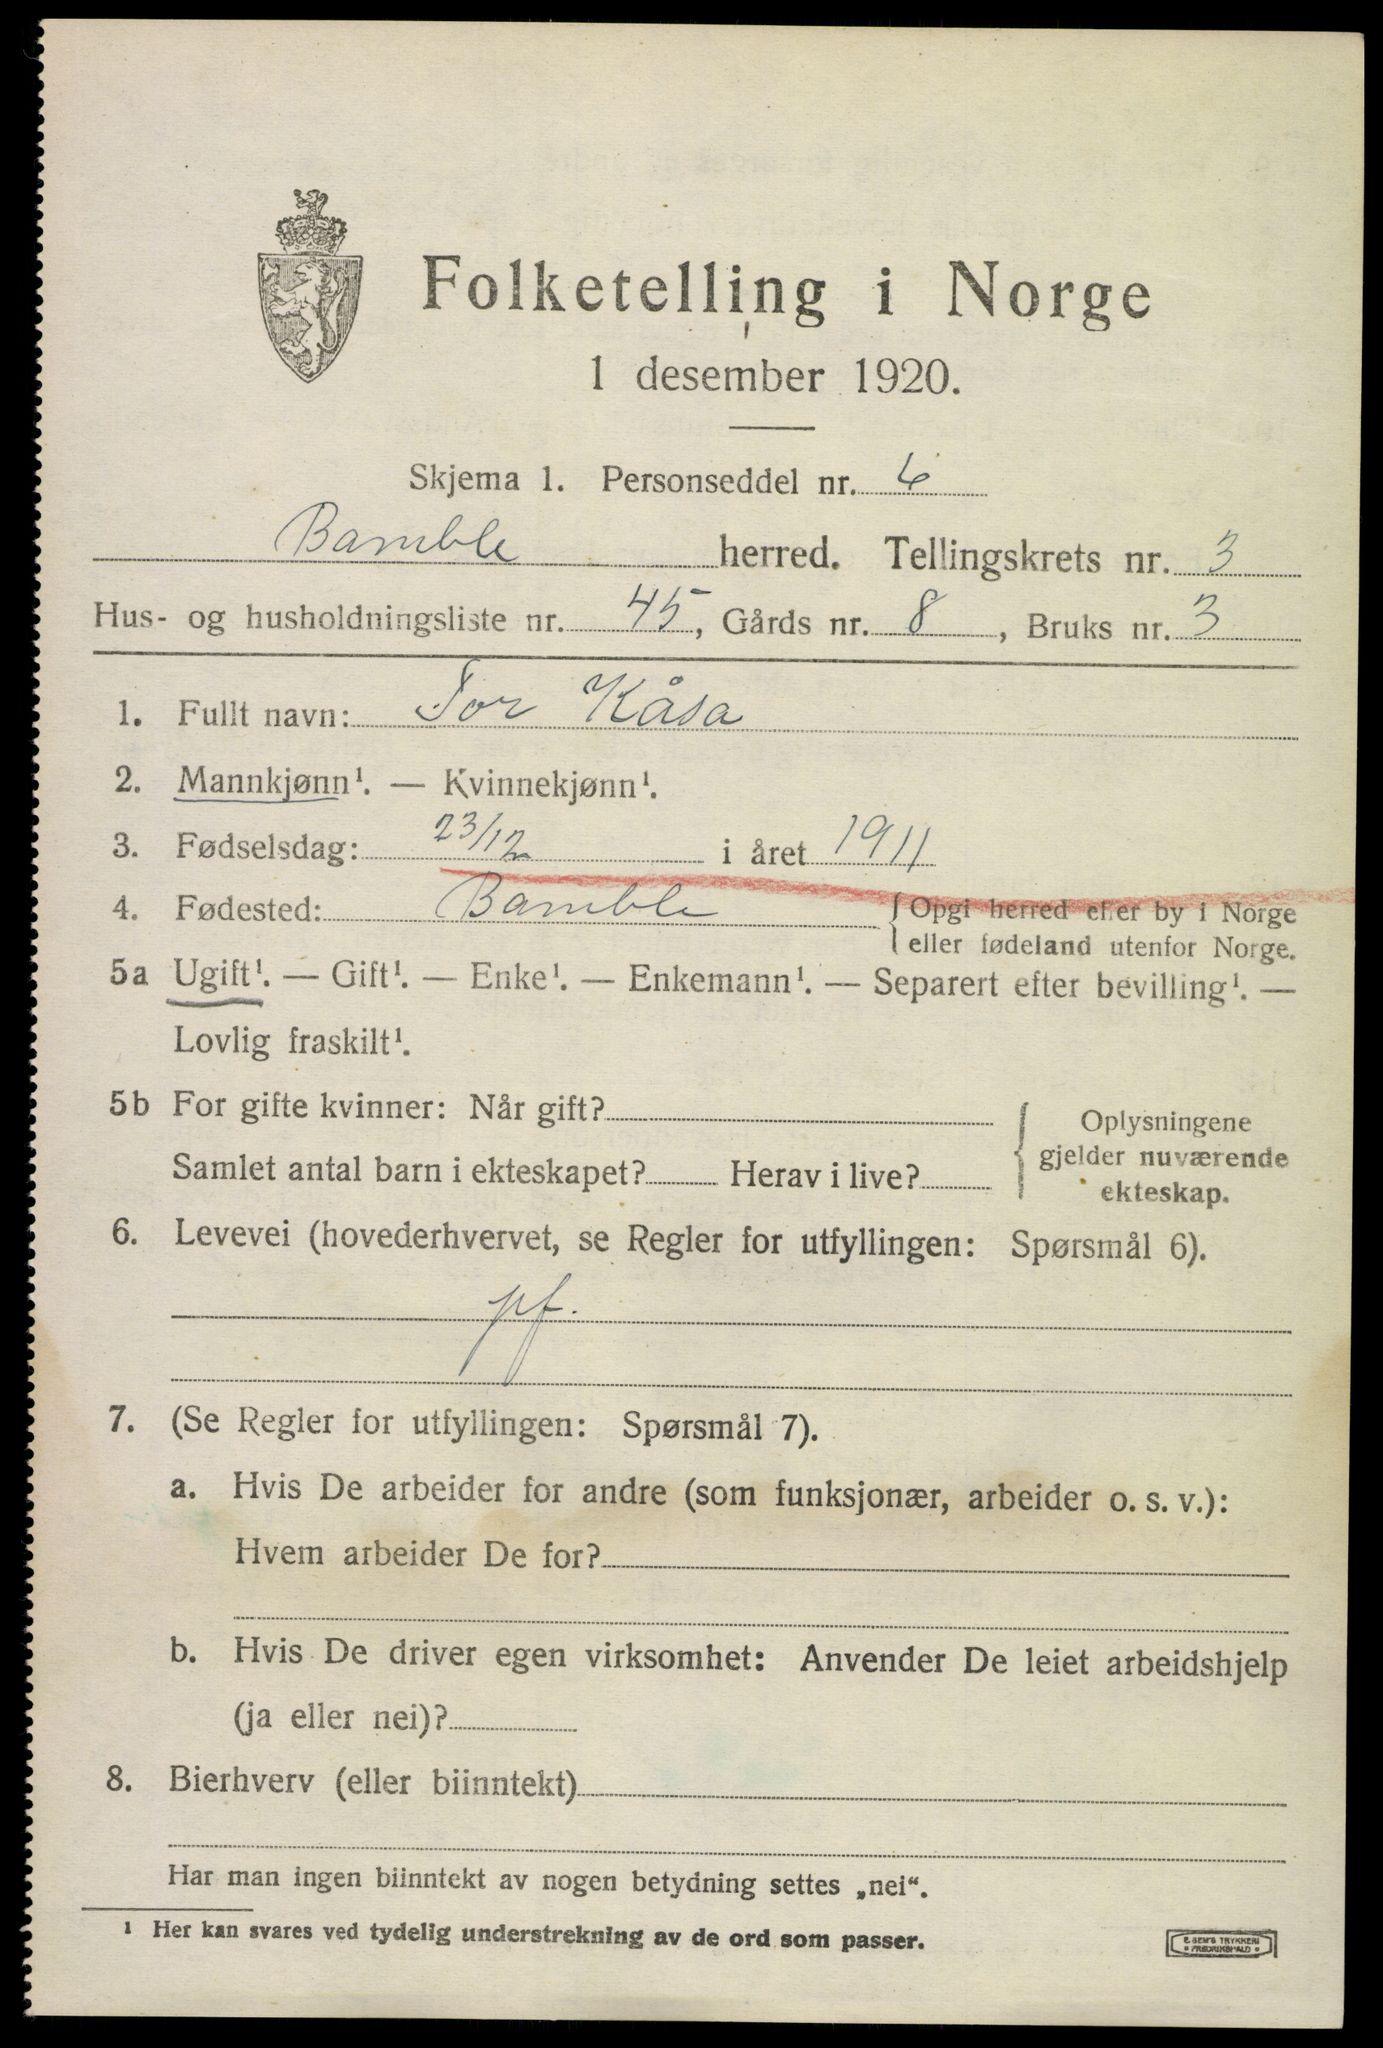 Folketelling i Norge
1 desember 1920.
Skjema 1. Personseddel nr. 6
Bamble herred. Tellingskrets nr. 3
Hus- og husholdningsliste nr. 45, Gårds nr. 8, Bruks nr. 3
1. Fullt navn: Tor Kåsa
2. Mannkjønn¹. — Kvinnekjønn¹.
3. Fødselsdag: 23/12 i året 1911
4. Fødested: Bamble { Opgi herred eller by i Norge
eller fødeland utenfor Norge.
5a Ugift¹. — Gift¹. — Enke¹. — Enkemann¹. — Separert efter bevilling¹. —
Lovlig fraskilt¹.
5b For gifte kvinner: Når gift?
Samlet antal barn i ekteskapet? Herav i live?
{ Oplysningene
gjelder nuværende
ekteskap.
6. Levevei (hovederhvervet, se Regler for utfyllingen: Spørsmål 6).
pf.
7. (Se Regler for utfyllingen: Spørsmål 7).
a. Hvis De arbeider for andre (som funksjonær, arbeider o. s. v.):
Hvem arbeider De for?
b. Hvis De driver egen virksomhet: Anvender De leiet arbeidshjelp
(ja eller nei)?
8. Bierhverv (eller biinntekt)
Har man ingen biinntekt av nogen betydning settes „nei“.
¹ Her kan svares ved tydelig understrekning av de ord som passer.
E SEM'S TRYKKERI
• FREDRIKSHALD •